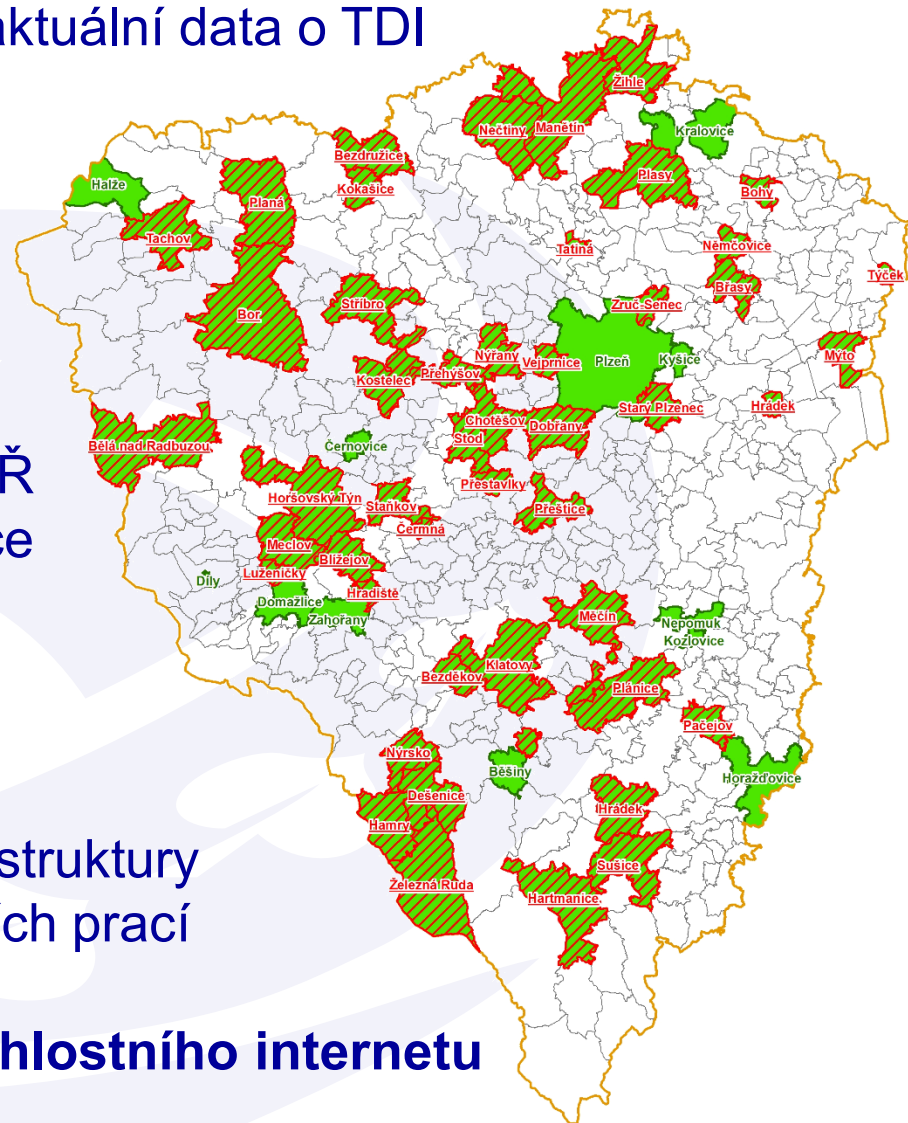 aktuální data o TDI
Žihle
Nečtiny
Manětín
Kralovice
Bezdružice
Plasy
Halže
Kokašice
Bohy
Planá
Tachov
Tatiná
Němčovice
Týček
Břasy
Bor
Stříbro
Zruč-Senec
Nýřany
Vejprnice
Plzeň
Kyšice
Mýto
Přehýšov
Kostelec
Hrádek
Starý Plzenec
Chotěšov
Dobřany
Stod
Bělá nad Radbuzou
Černovice
Ř
Přestavlky
Horšovský Týn
Staňkov
Přeštice
Čermná
ce
Meclov
Bližejov
Luženičky
Díly
Hradiště
Domažlice
Zahořany
Měčín
Nepomuk
Kozlovice
Klatovy
Bezděkov
Plánice
Pačejov
Nýrsko
Běšiny
Horažďovice
Dešenice
Hrádek
Hamry
struktury
Sušice
Železná Ruda
Hartmanice
ích prací
hlostního internetu